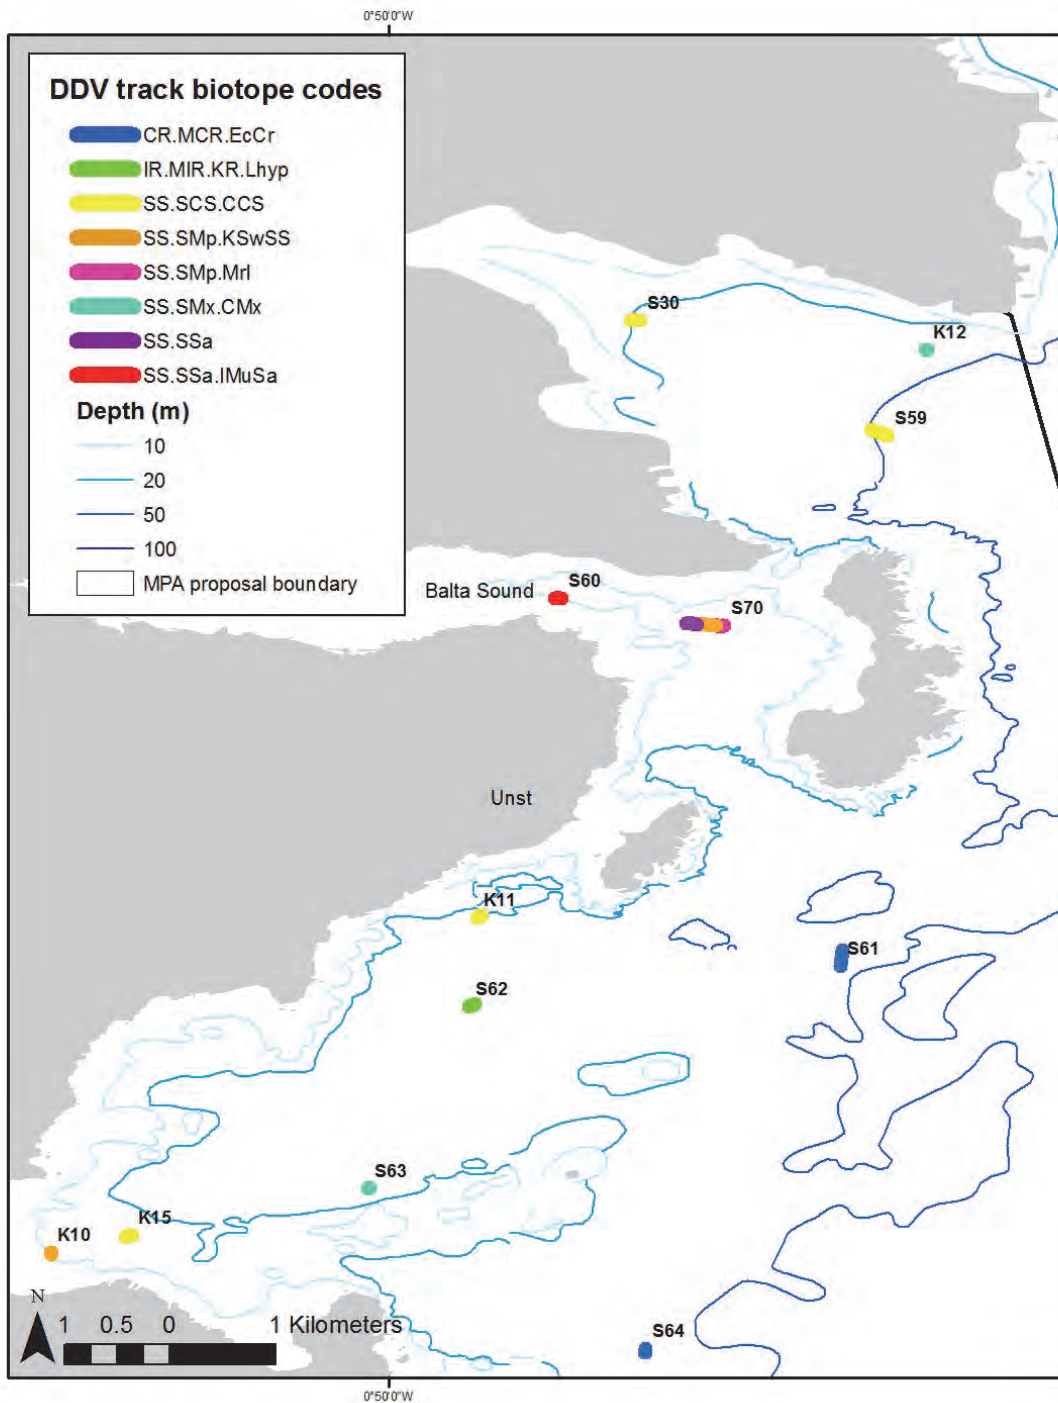 0°50'0"W
DDV track biotope codes
CR.MCR.EcCr
IR.MIR.KR.Lhyp
SS.SCS.CCS
SS.SMp.KSwSS
SS.SMp.Mrl
SS.SMx.CMx
SS.SSa
SS.SSa.IMuSa
Depth (m)
10
20
50
100
MPA proposal boundary
S30
K12
S59
Balta Sound
S60
S70
Unst
K11
S61
S62
S63
K15
K10
N
1 0.5 0 1 Kilometers
S64
0°50'0"W